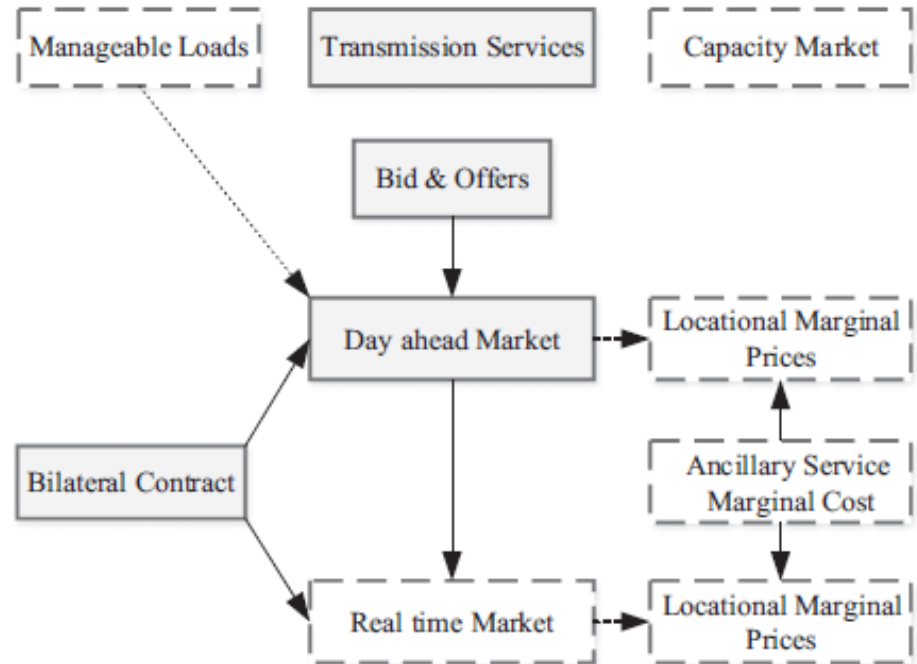 Manageable Loads
Transmission Services
Capacity Market
Bid & Offers
Day ahead Market
Locational Marginal
Prices
Bilateral Contract
Ancillary Service
Marginal Cost
Real time Market
Locational Marginal
Prices